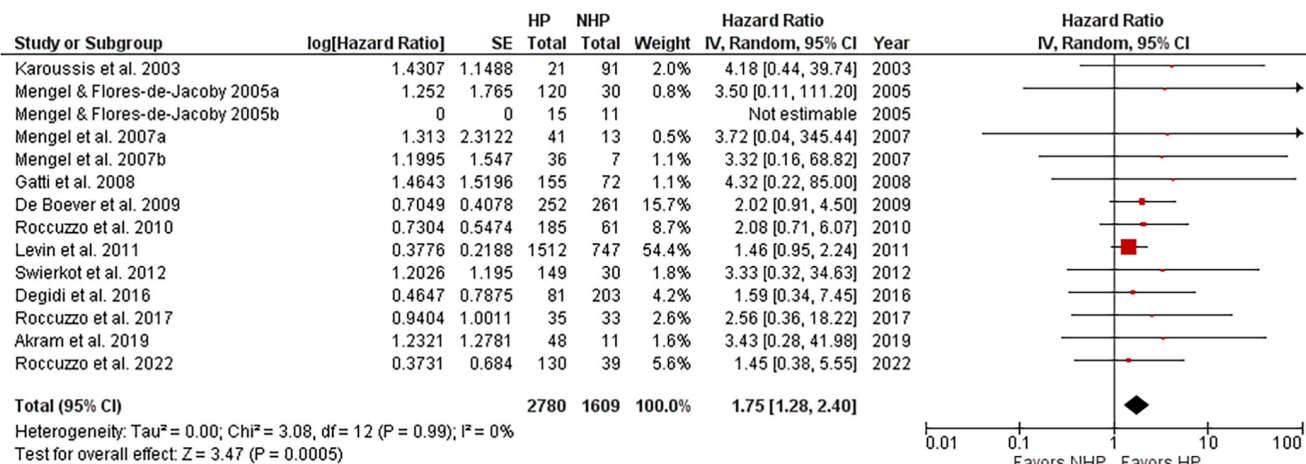 HP NHP Hazard Ratio Hazard Ratio
Study or Subgroup log[Hazard Ratio] SE Total Total Weight IV, Random, 95% CI Year IV, Random, 95% CI
Karoussis et al. 2003 1.4307 1.1488 21 91 2.0% 4.18 [0.44, 39.74] 2003
Mengel & Flores-de-Jacoby 2005a 1.252 1.765 120 30 0.8% 3.50 [0.11, 111.20] 2005
Mengel & Flores-de-Jacoby 2005b 0 0 15 11 Not estimable 2005
Mengel et al. 2007a 1.313 2.3122 41 13 0.5% 3.72 [0.04, 345.44] 2007
Mengel et al. 2007b 1.1995 1.547 36 7 1.1% 3.32 [0.16, 68.82] 2007
Gatti et al. 2008 1.4643 1.5196 155 72 1.1% 4.32 [0.22, 85.00] 2008
De Boever et al. 2009 0.7049 0.4078 252 261 15.7% 2.02 [0.91, 4.50] 2009
Roccuzzo et al. 2010 0.7304 0.5474 185 61 8.7% 2.08 [0.71, 6.07] 2010
Levin et al. 2011 0.3776 0.2188 1512 747 54.4% 1.46 [0.95, 2.24] 2011
Swierkot et al. 2012 1.2026 1.195 149 30 1.8% 3.33 [0.32, 34.63] 2012
Degidi et al. 2016 0.4647 0.7875 81 203 4.2% 1.59 [0.34, 7.45] 2016
Roccuzzo et al. 2017 0.9404 1.0011 35 33 2.6% 2.56 [0.36, 18.22] 2017
Akram et al. 2019 1.2321 1.2781 48 11 1.6% 3.43 [0.28, 41.98] 2019
Roccuzzo et al. 2022 0.3731 0.684 130 39 5.6% 1.45 [0.38, 5.55] 2022
Total (95% CI) 2780 1609 100.0% 1.75 [1.28, 2.40]
Heterogeneity: Tau² = 0.00; Chi² = 3.08, df = 12 (P = 0.99); I² = 0%
Test for overall effect: Z = 3.47 (P = 0.0005)
0.01 0.1 1 10 100
Favors NHP Favors HP